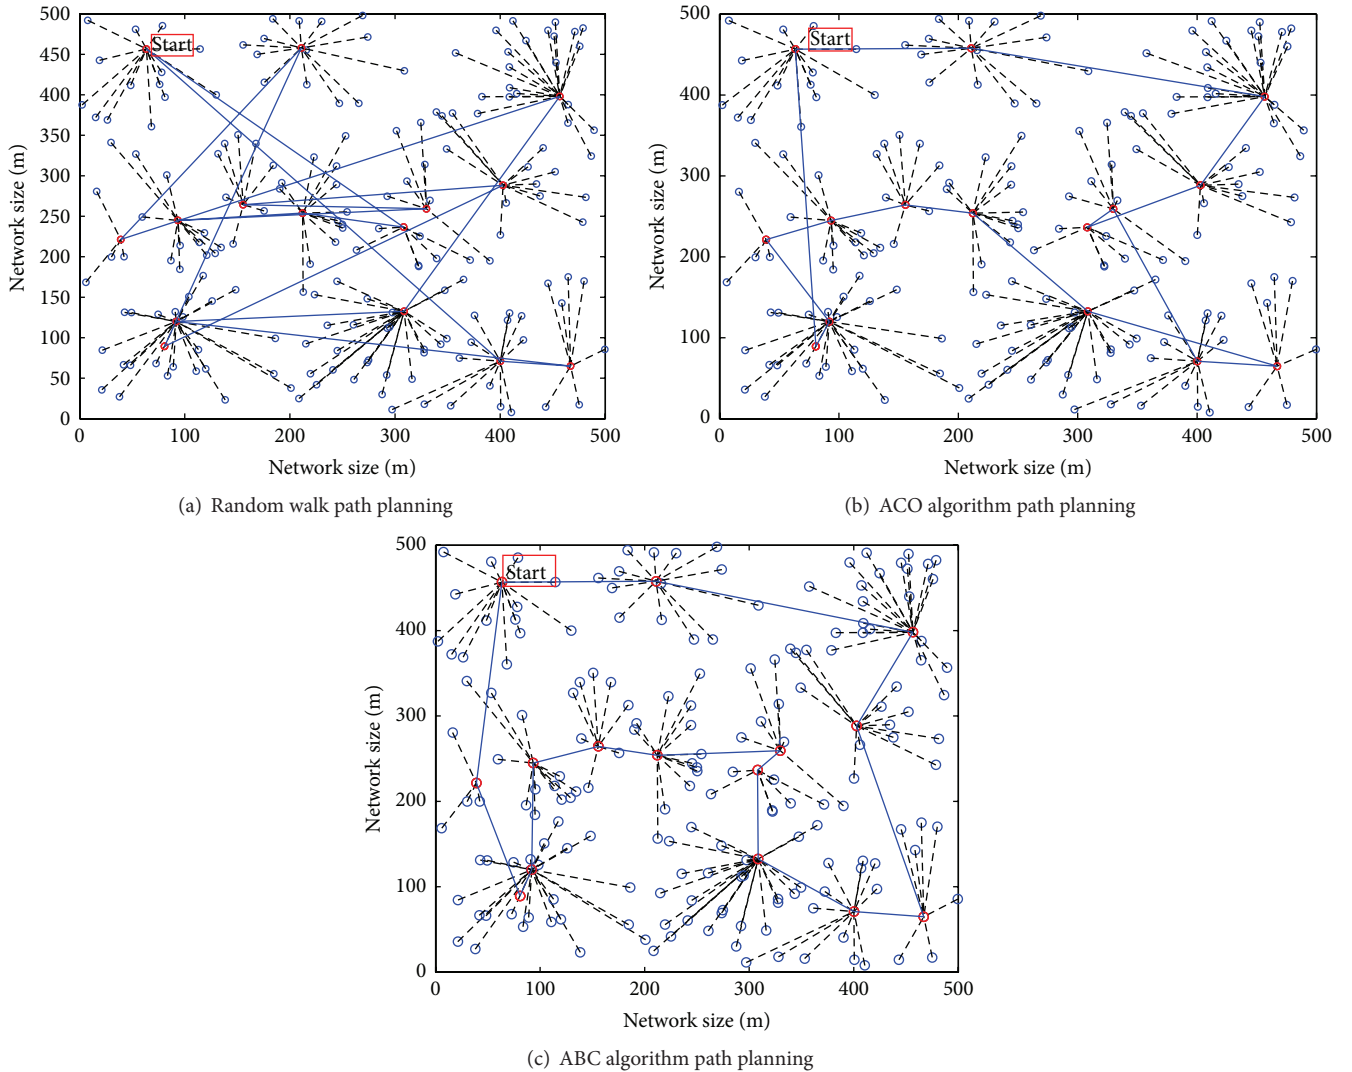 500
450
400
350
300
250
200
150
100
50
0
Network size (m)
Start
0 100 200 300 400 500
Network size (m)
(a) Random walk path planning
500
400
300
200
100
0
Network size (m)
Start
0 100 200 300 400 500
Network size (m)
(b) ACO algorithm path planning
500
400
300
200
100
0
Network size (m)
Start
0 100 200 300 400 500
Network size (m)
(c) ABC algorithm path planning